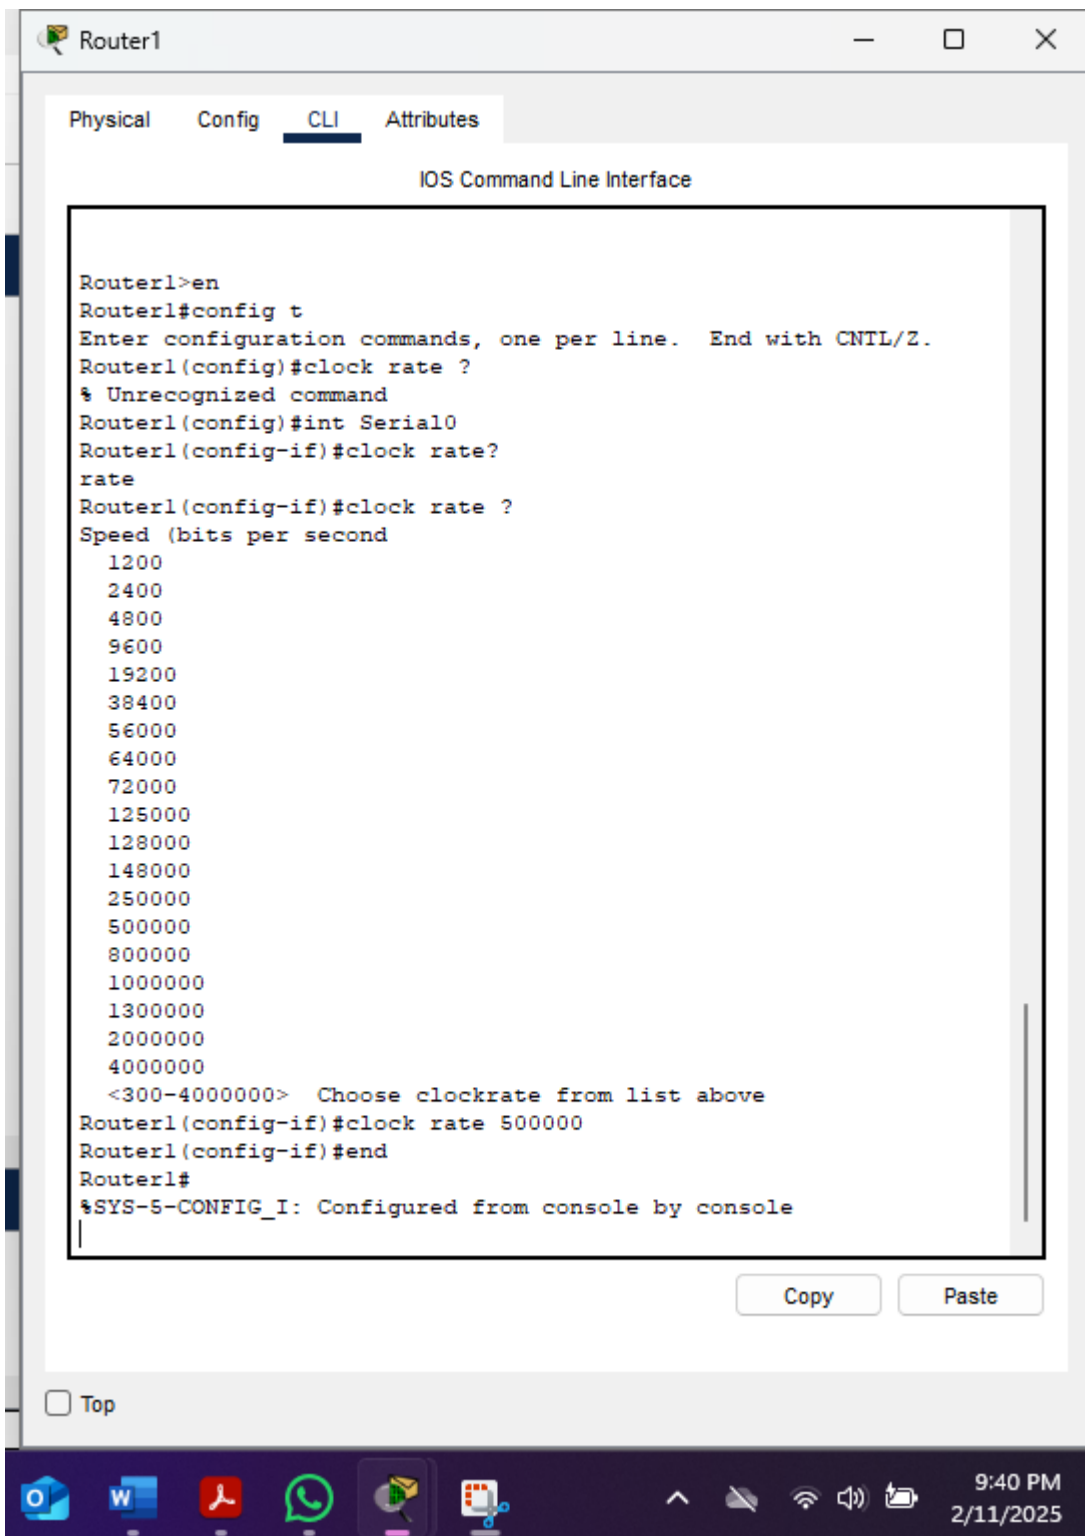 Router1
Physical Config CLI Attributes
IOS Command Line Interface
Router1>en
Router1#config t
Enter configuration commands, one per line.  End with CNTL/Z.
Router1(config)#clock rate ?
% Unrecognized command
Router1(config)#int Serial0
Router1(config-if)#clock rate?
rate
Router1(config-if)#clock rate ?
Speed (bits per second
  1200
  2400
  4800
  9600
  19200
  38400
  56000
  64000
  72000
  125000
  128000
  148000
  250000
  500000
  800000
  1000000
  1300000
  2000000
  4000000
  <300-4000000>  Choose clockrate from list above
Router1(config-if)#clock rate 500000
Router1(config-if)#end
Router1#
%SYS-5-CONFIG_I: Configured from console by console
Copy Paste
Top
9:40 PM
2/11/2025